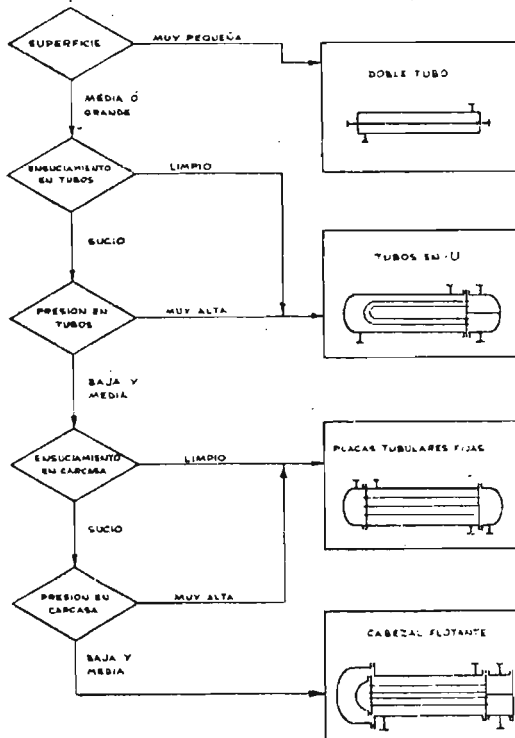 SUPERFICIE
MUY PEQUEÑA
DOBLE TUBO
MEDIA Ó
GRANDE
ENSUCIAMIENTO
EN TUBOS
LIMPIO
SUCIO
TUBOS EN-U
PRESION EN
TUBOS
MUY ALTA
BAJA Y
MEDIA
ENSUCIAMIENTO
EN CARCASA
LIMPIO
PLACAS TUBULARES FIJAS
SUCIO
PRESION EN
CARCASA
MUY ALTA
CABEZAL FLOTANTE
BAJA Y
MEDIA